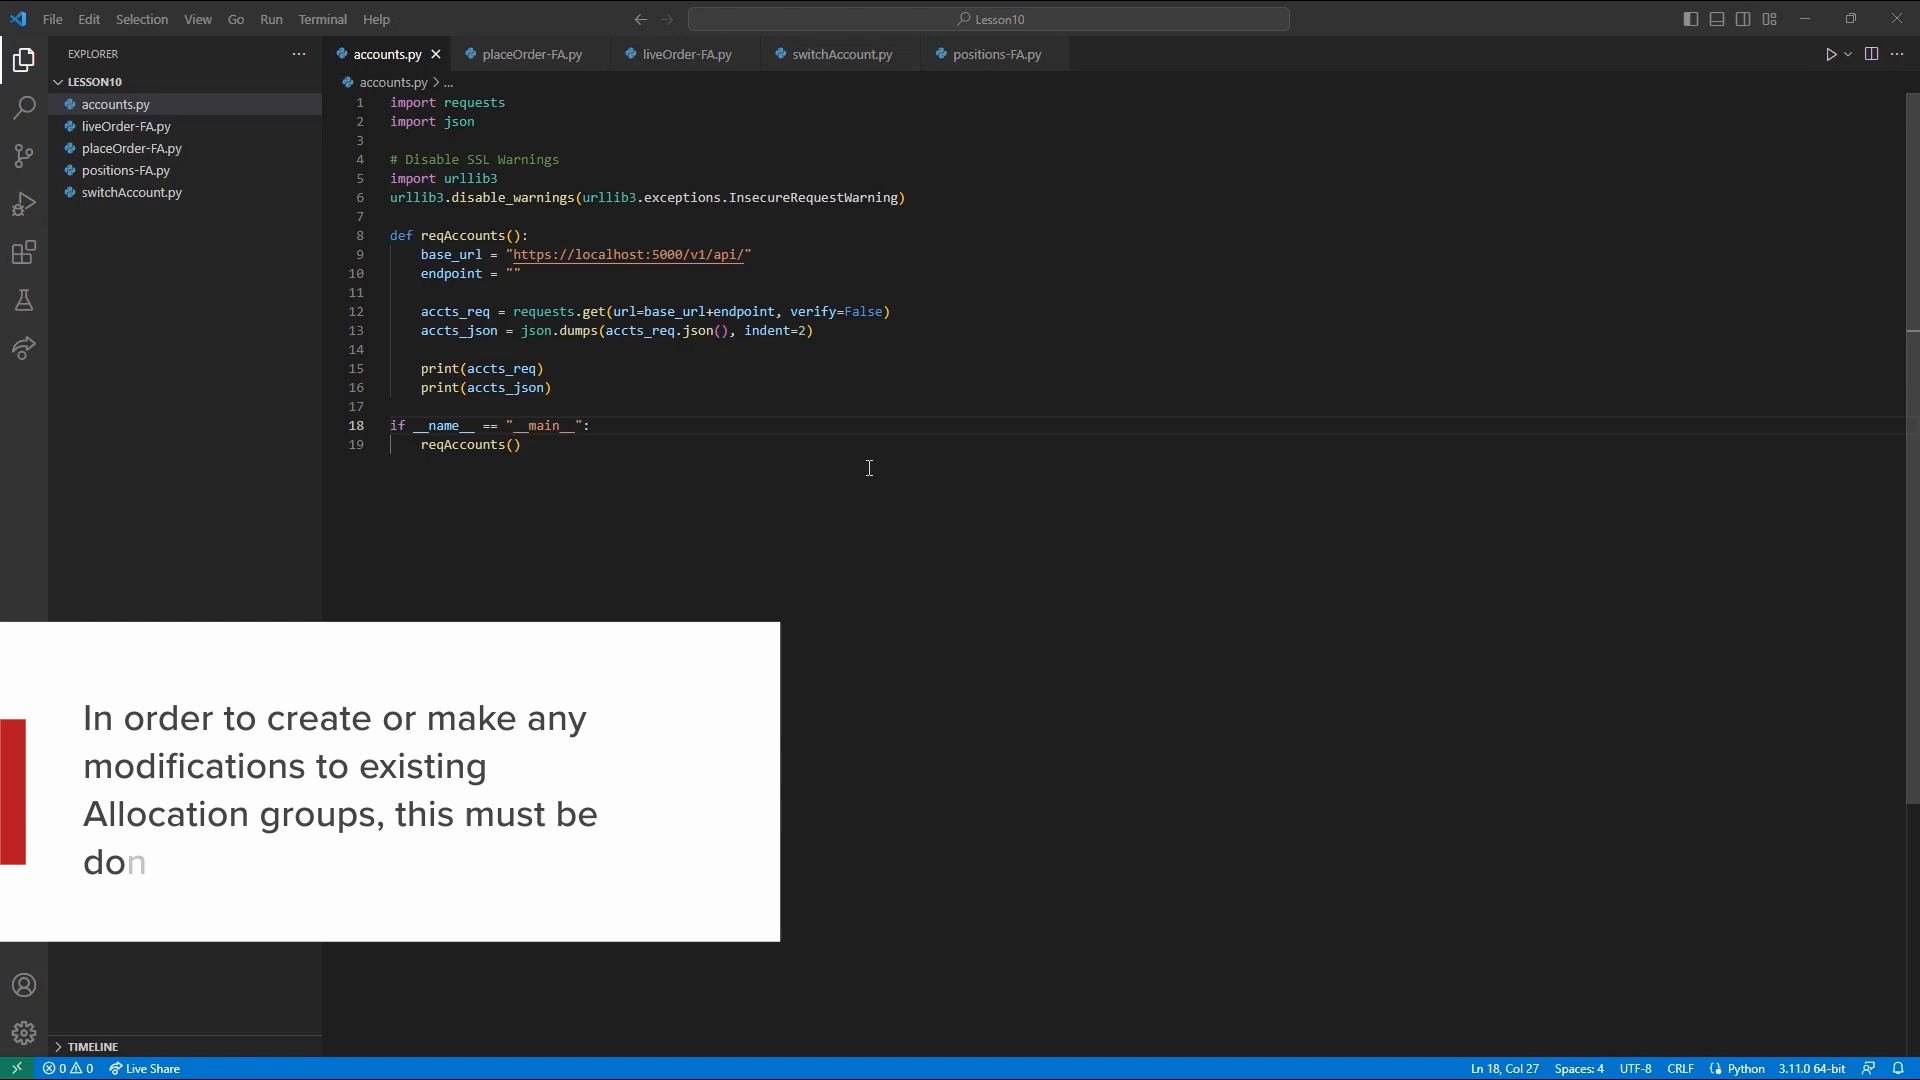 File Edit Selection View Go Run Terminal Help
Lesson10
EXPLORER
accounts.py placeOrder-FA.py liveOrder-FA.py switchAccount.py positions-FA.py
LESSON10
accounts.py
liveOrder-FA.py
placeOrder-FA.py
positions-FA.py
switchAccount.py
accounts.py > ...
1 import requests
2 import json
3
4 # Disable SSL Warnings
5 import urllib3
6 urllib3.disable_warnings(urllib3.exceptions.InsecureRequestWarning)
7
8 def reqAccounts():
9 base_url = "https://localhost:5000/v1/api/"
10 endpoint = ""
11
12 accts_req = requests.get(url=base_url+endpoint, verify=False)
13 accts_json = json.dumps(accts_req.json(), indent=2)
14
15 print(accts_req)
16 print(accts_json)
17
18 if __name__ == "__main__":
19 reqAccounts()
In order to create or make any
modifications to existing
Allocation groups, this must be
don
TIMELINE
0 0 Live Share
Ln 18, Col 27 Spaces: 4 UTF-8 CRLF Python 3.11.0 64-bit